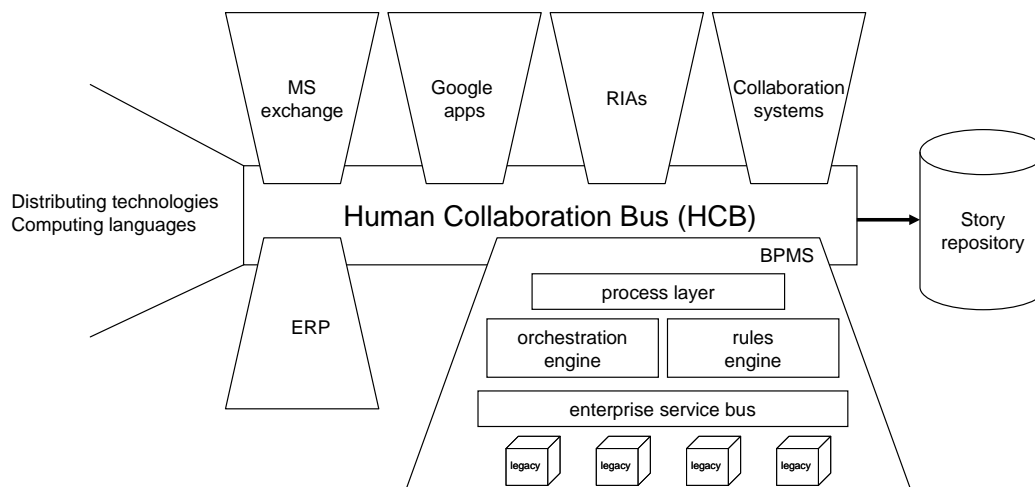 MS
exchange
Google
apps
RIAs
Collaboration
systems
Distributing technologies
Computing languages
Human Collaboration Bus (HCB)
Story
repository
BPMS
process layer
ERP
orchestration
engine
rules
engine
enterprise service bus
legacy
legacy
legacy
legacy